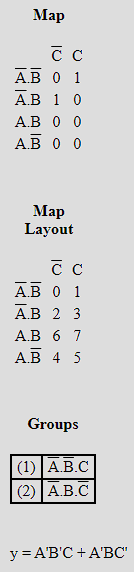 Map
C̅ C
A̅.B̅ 0 1
A̅.B 1 0
A.B 0 0
A.B̅ 0 0
Map
Layout
C̅ C
A̅.B̅ 0 1
A̅.B 2 3
A.B 6 7
A.B̅ 4 5
Groups
(1) A̅.B̅.C
(2) A̅.B.C̅
y = A'B'C + A'BC'